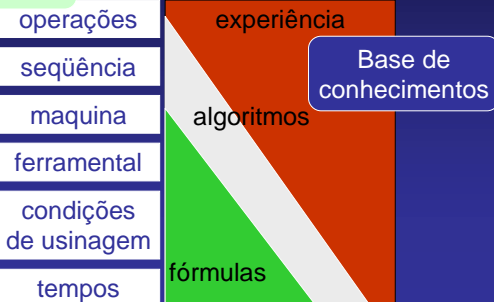 operações
experiência
seqüência
Base de
conhecimentos
maquina
algoritmos
ferramental
condições
de usinagem
fórmulas
tempos